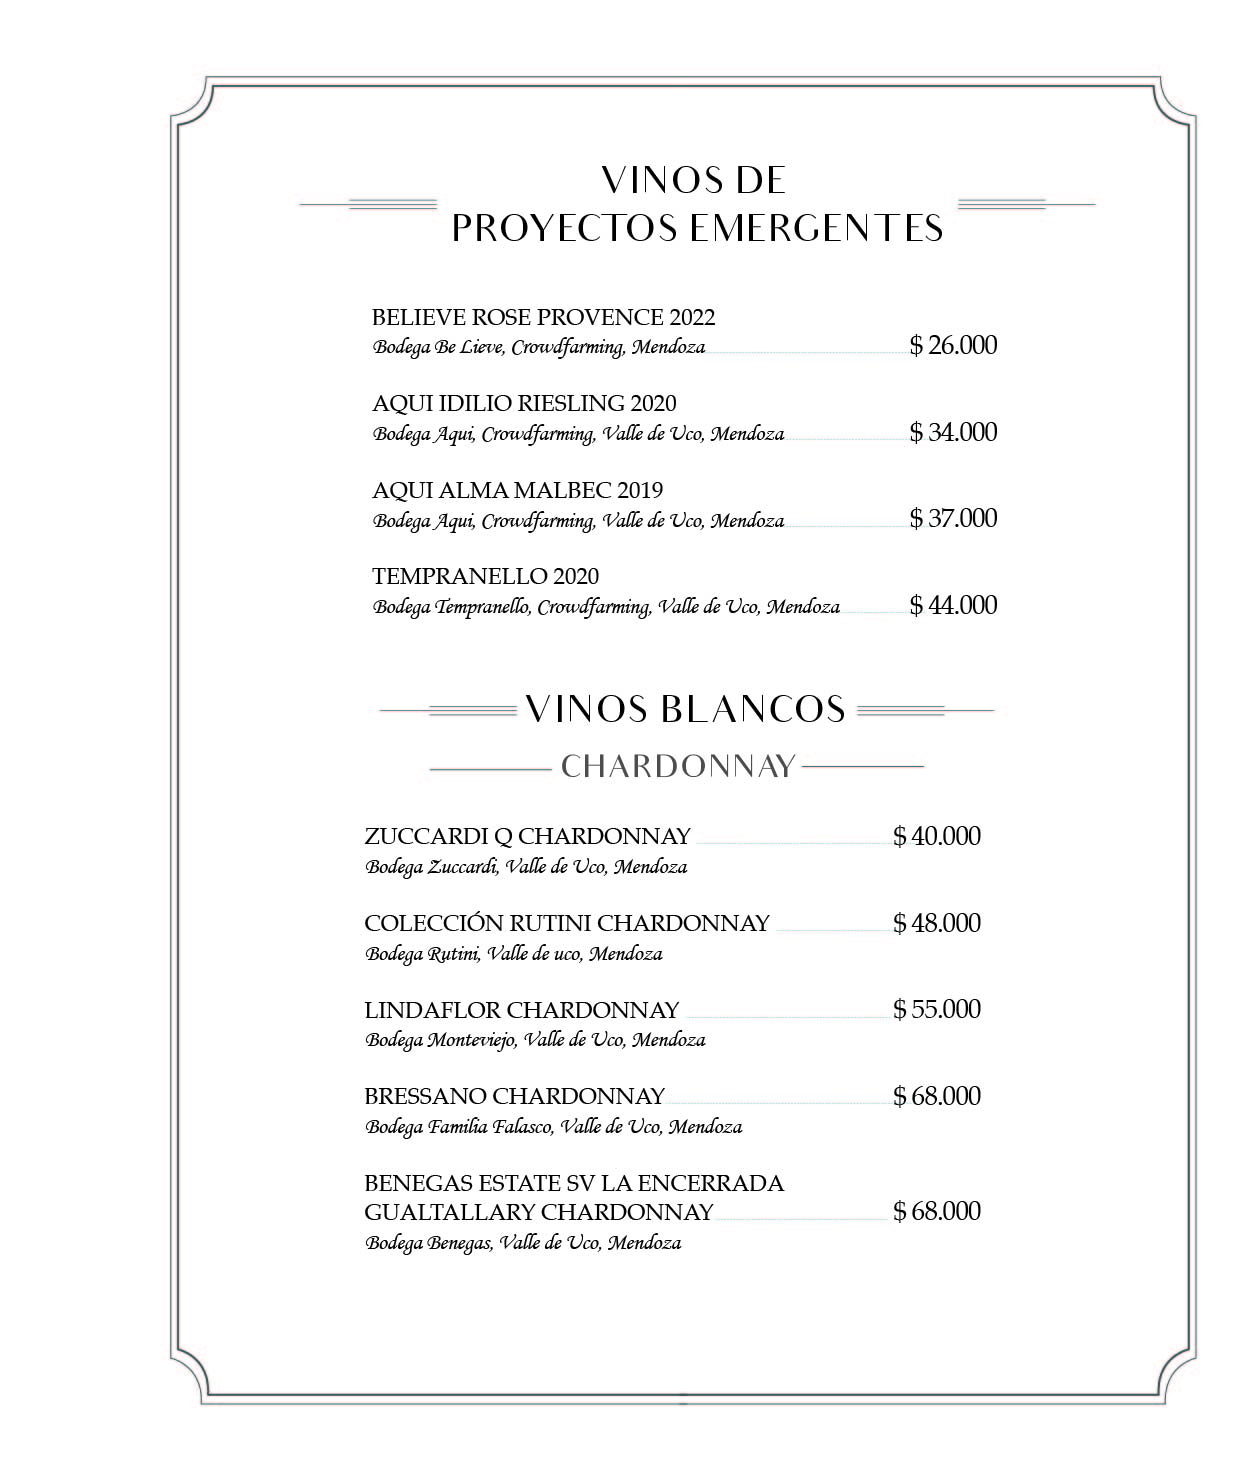 VINOS DE
PROYECTOS EMERGENTES
BELIEVE ROSE PROVENCE 2022
Bodega Be Lieve, Crowdfarming, Mendoza $ 26.000
AQUI IDILIO RIESLING 2020
Bodega Aqui, Crowdfarming, Valle de Uco, Mendoza $ 34.000
AQUI ALMA MALBEC 2019
Bodega Aqui, Crowdfarming, Valle de Uco, Mendoza $ 37.000
TEMPRANELLO 2020
Bodega Tempranello, Crowdfarming, Valle de Uco, Mendoza $ 44.000
VINOS BLANCOS
CHARDONNAY
ZUCCARDI Q CHARDONNAY $ 40.000
Bodega Zuccardi, Valle de Uco, Mendoza
COLECCIÓN RUTINI CHARDONNAY $ 48.000
Bodega Rutini, Valle de uco, Mendoza
LINDAFLOR CHARDONNAY $ 55.000
Bodega Monteviejo, Valle de Uco, Mendoza
BRESSANO CHARDONNAY $ 68.000
Bodega Familia Falasco, Valle de Uco, Mendoza
BENEGAS ESTATE SV LA ENCERRADA
GUALTALLARY CHARDONNAY $ 68.000
Bodega Benegas, Valle de Uco, Mendoza